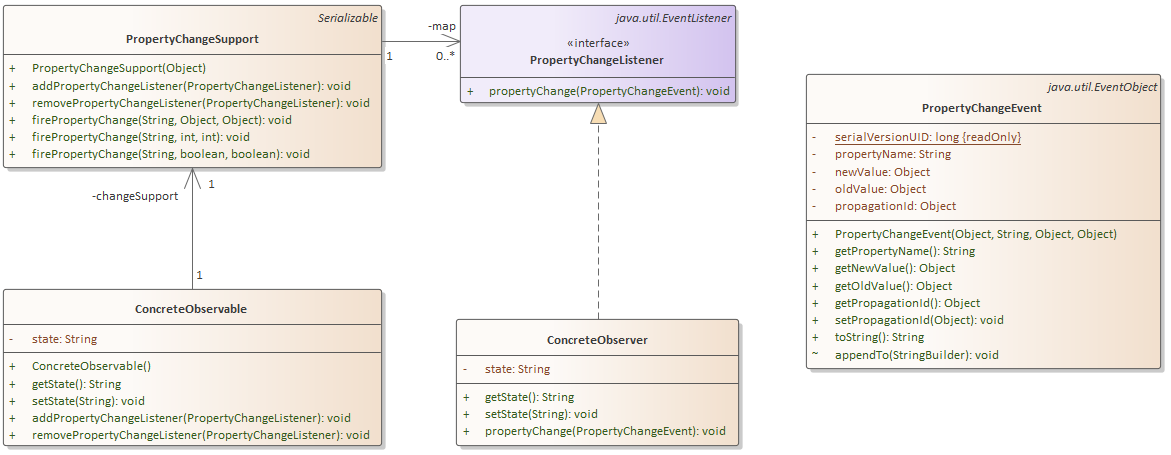 Serializable
PropertyChangeSupport
+ PropertyChangeSupport(Object)
+ addPropertyChangeListener(PropertyChangeListener): void
+ removePropertyChangeListener(PropertyChangeListener): void
+ firePropertyChange(String, Object, Object): void
+ firePropertyChange(String, int, int): void
+ firePropertyChange(String, boolean, boolean): void
-map
1
0..*
java.util.EventListener
«interface»
PropertyChangeListener
+ propertyChange(PropertyChangeEvent): void
java.util.EventObject
PropertyChangeEvent
- serialVersionUID: long {readOnly}
- propertyName: String
- newValue: Object
- oldValue: Object
- propagationId: Object
+ PropertyChangeEvent(Object, String, Object, Object)
+ getPropertyName(): String
+ getNewValue(): Object
+ getOldValue(): Object
+ getPropagationId(): Object
+ setPropagationId(Object): void
+ toString(): String
~ appendTo(StringBuilder): void
1
-changeSupport
1
ConcreteObservable
- state: String
+ ConcreteObservable()
+ getState(): String
+ setState(String): void
+ addPropertyChangeListener(PropertyChangeListener): void
+ removePropertyChangeListener(PropertyChangeListener): void
ConcreteObserver
- state: String
+ getState(): String
+ setState(String): void
+ propertyChange(PropertyChangeEvent): void